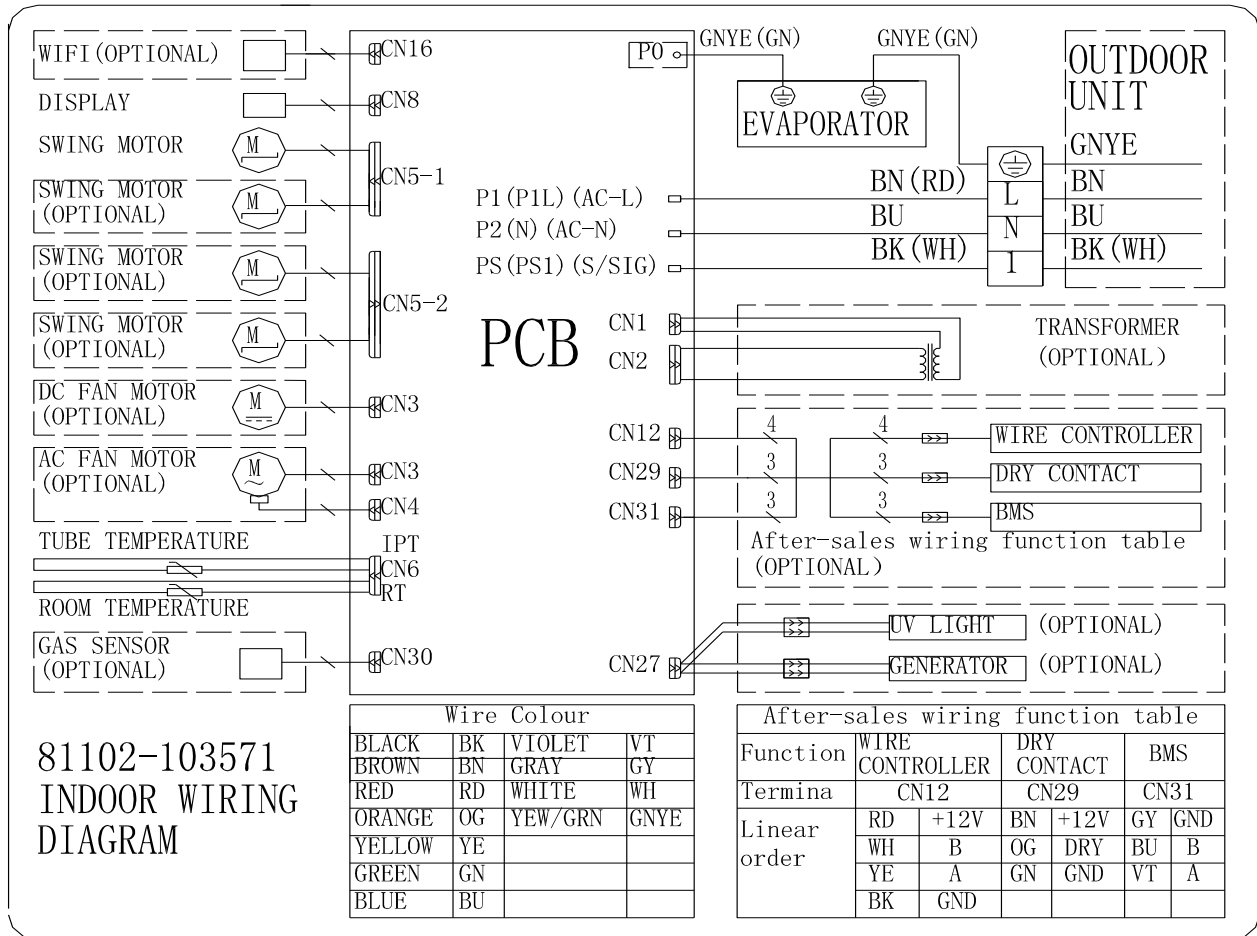 WIFI(OPTIONAL)
CN16
DISPLAY
CN8
SWING MOTOR
M
SWING MOTOR
(OPTIONAL)
M
CN5-1
SWING MOTOR
(OPTIONAL)
M
SWING MOTOR
(OPTIONAL)
M
CN5-2
DC FAN MOTOR
(OPTIONAL)
M
CN3
AC FAN MOTOR
(OPTIONAL)
M
~
CN3
CN4
TUBE TEMPERATURE
IPT
CN6
RT
ROOM TEMPERATURE
GAS SENSOR
(OPTIONAL)
CN30
PCB
P0
GNYE(GN)
GNYE(GN)
EVAPORATOR
OUTDOOR
UNIT
GNYE
P1(P1L)(AC-L)
BN(RD)
L
BN
P2(N)(AC-N)
BU
N
BU
PS(PS1)(S/SIG)
BK(WH)
1
BK(WH)
CN1
CN2
TRANSFORMER
(OPTIONAL)
CN12
4
4
WIRE CONTROLLER
CN29
3
3
DRY CONTACT
CN31
3
3
BMS
After-sales wiring function table
(OPTIONAL)
CN27
UV LIGHT
(OPTIONAL)
GENERATOR
(OPTIONAL)
81102-103571
INDOOR WIRING
DIAGRAM
Wire Colour
BLACK BK VIOLET VT
BROWN BN GRAY GY
RED RD WHITE WH
ORANGE OG YEW/GRN GNYE
YELLOW YE
GREEN GN
BLUE BU
After-sales wiring function table
Function WIRE CONTROLLER DRY CONTACT BMS
Termina CN12 CN29 CN31
Linear order RD +12V BN +12V GY GND
WH B OG DRY BU B
YE A GN GND VT A
BK GND